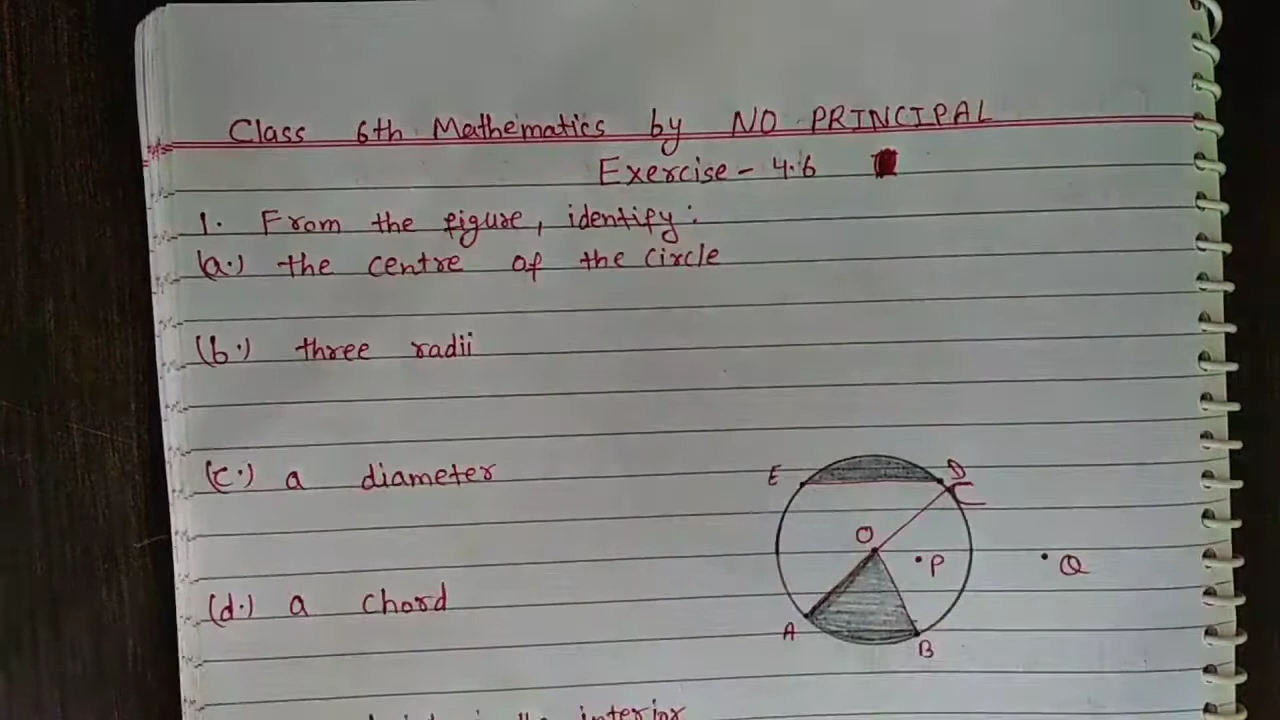 Class 6th Mathematics by NO PRINCIPAL
Exercise - 4.6
1. From the figure, identify:
(a.) the centre of the circle
(b.) three radii
(c.) a diameter
E
D
C
O
P
Q
(d.) a chord
A
B
interior